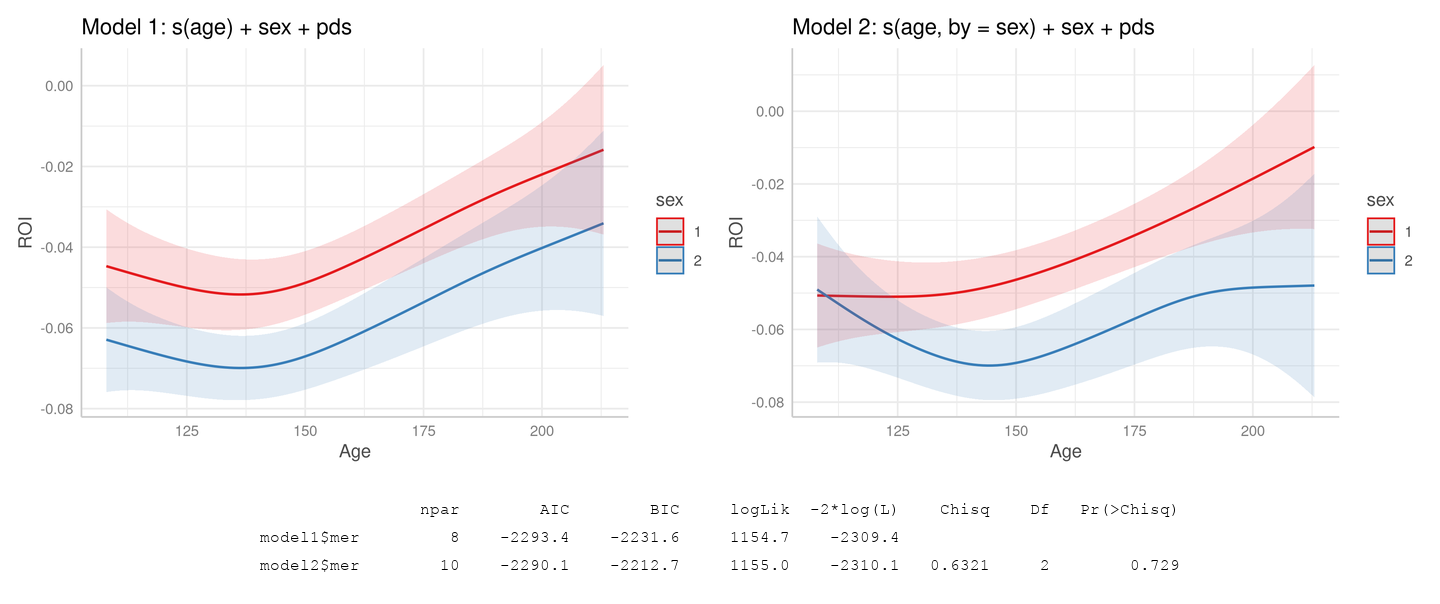 Model 1: s(age) + sex + pds
0.00
-0.02
-0.04
-0.06
-0.08
ROI
125 150 175 200
Age
sex
1
2
Model 2: s(age, by = sex) + sex + pds
0.00
-0.02
-0.04
-0.06
-0.08
ROI
125 150 175 200
Age
sex
1
2
npar AIC BIC logLik -2*log(L) Chisq Df Pr(>Chisq)
model1$mer 8 -2293.4 -2231.6 1154.7 -2309.4
model2$mer 10 -2290.1 -2212.7 1155.0 -2310.1 0.6321 2 0.729